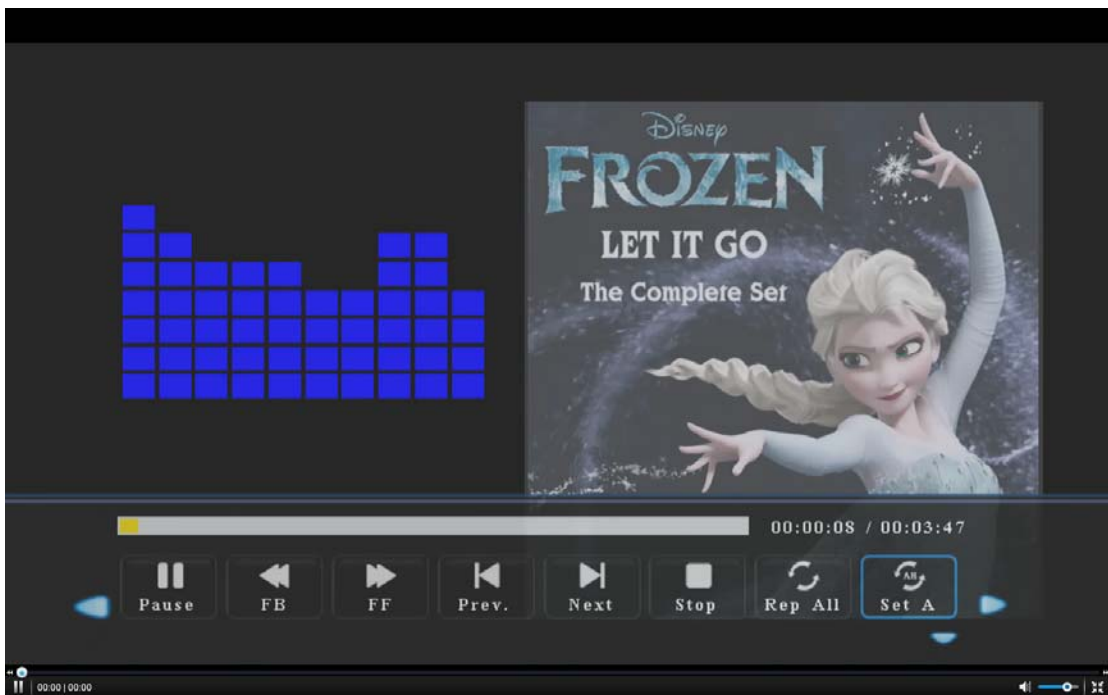 Disney
FROZEN
LET IT GO
The Complete Set
00:00:08 / 00:03:47
Pause FB FF Prev. Next Stop Rep All Set A
00:00 | 00:00